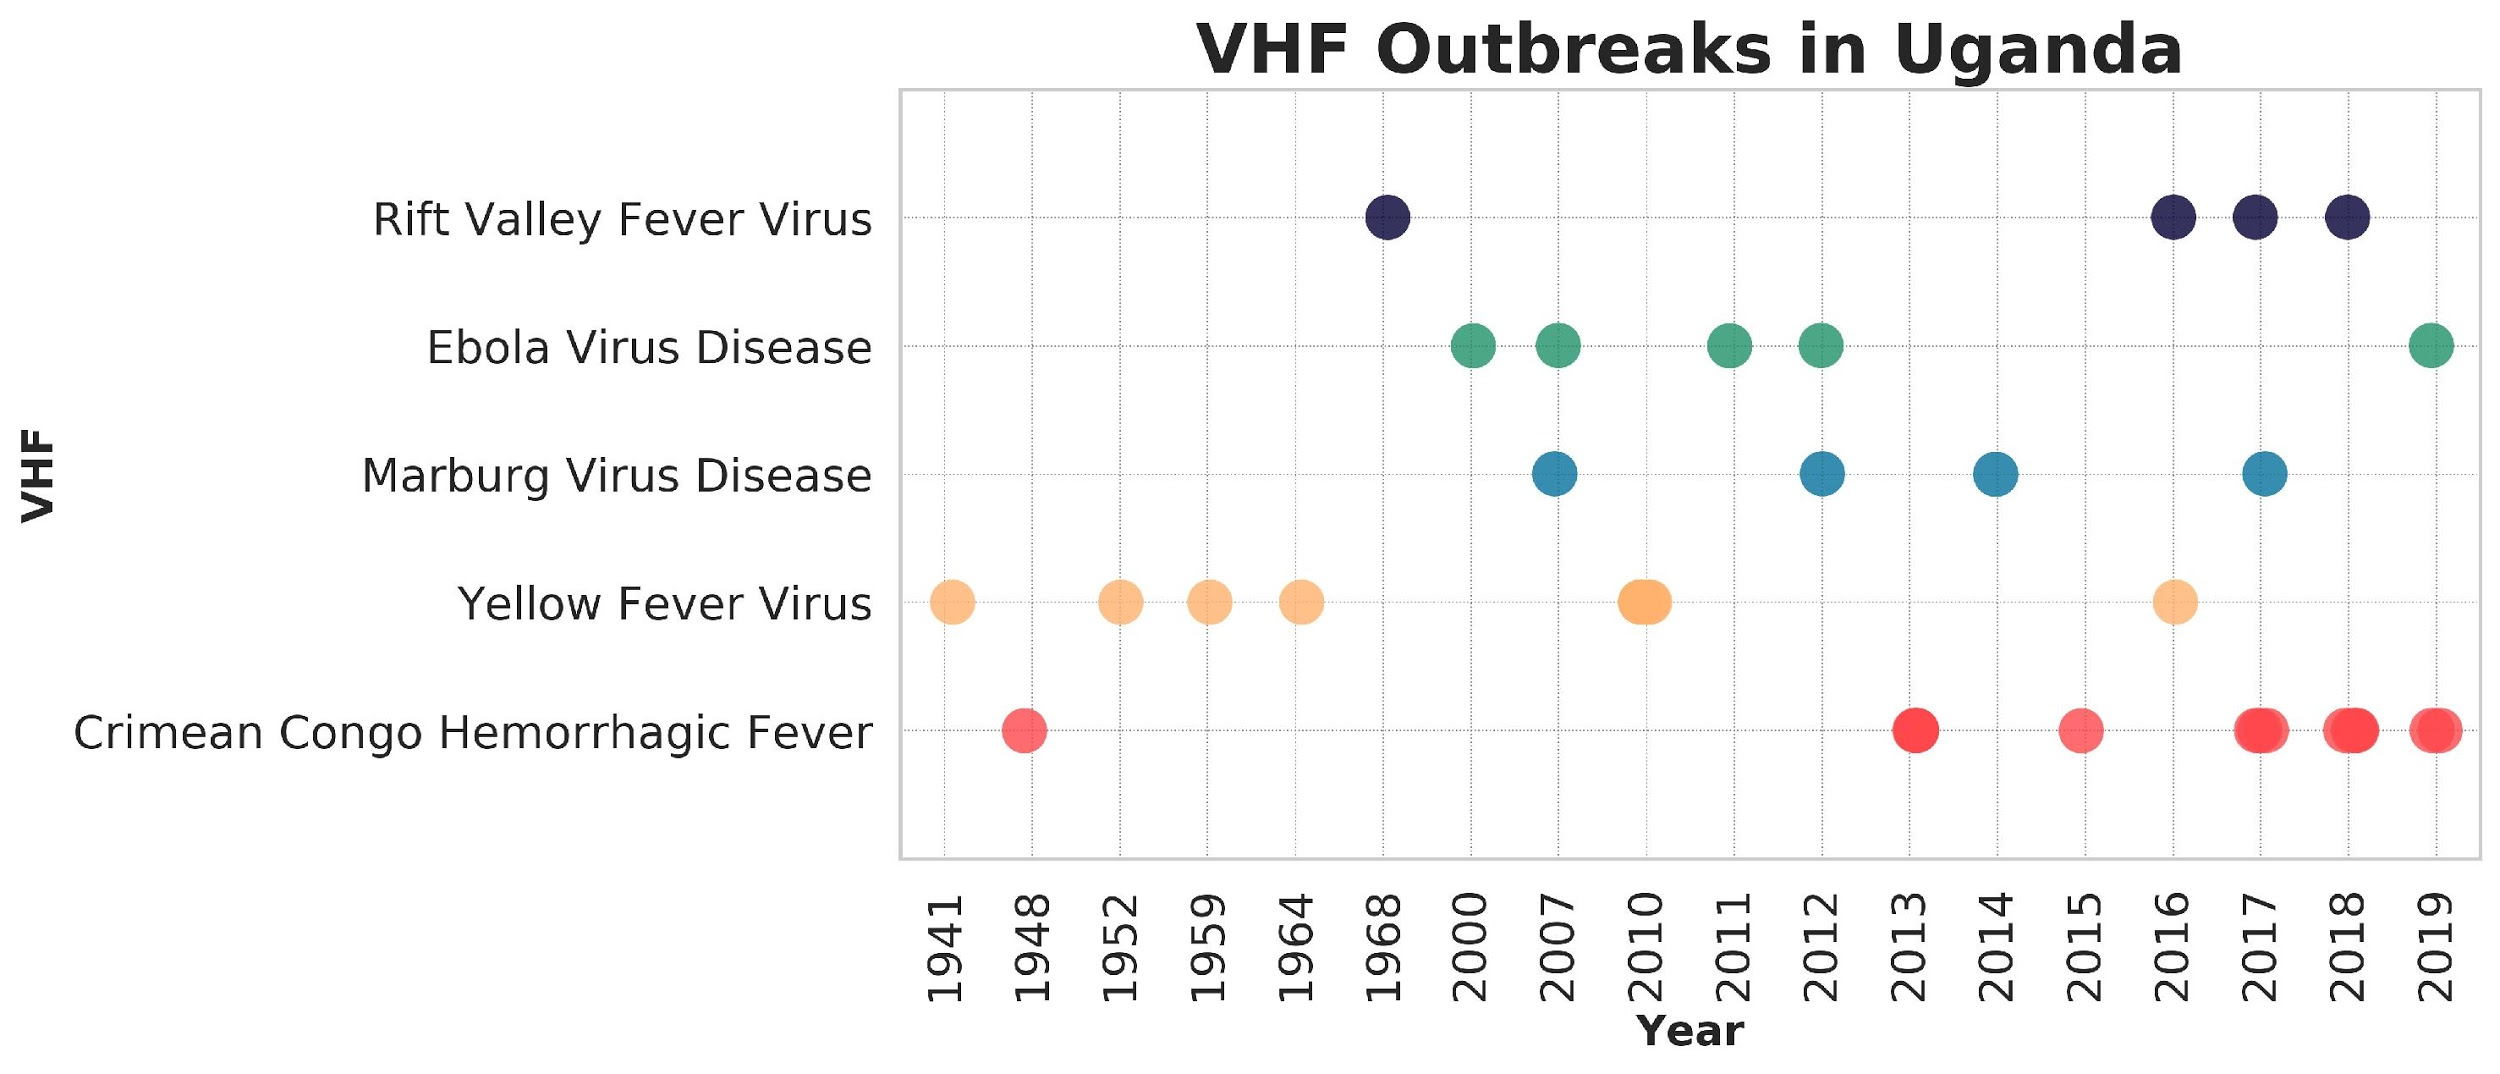 VHF Outbreaks in Uganda
VHF
Rift Valley Fever Virus
Ebola Virus Disease
Marburg Virus Disease
Yellow Fever Virus
Crimean Congo Hemorrhagic Fever
1941
1948
1952
1959
1964
1968
2000
2007
2010
2011
2012
2013
2014
2015
2016
2017
2018
2019
Year